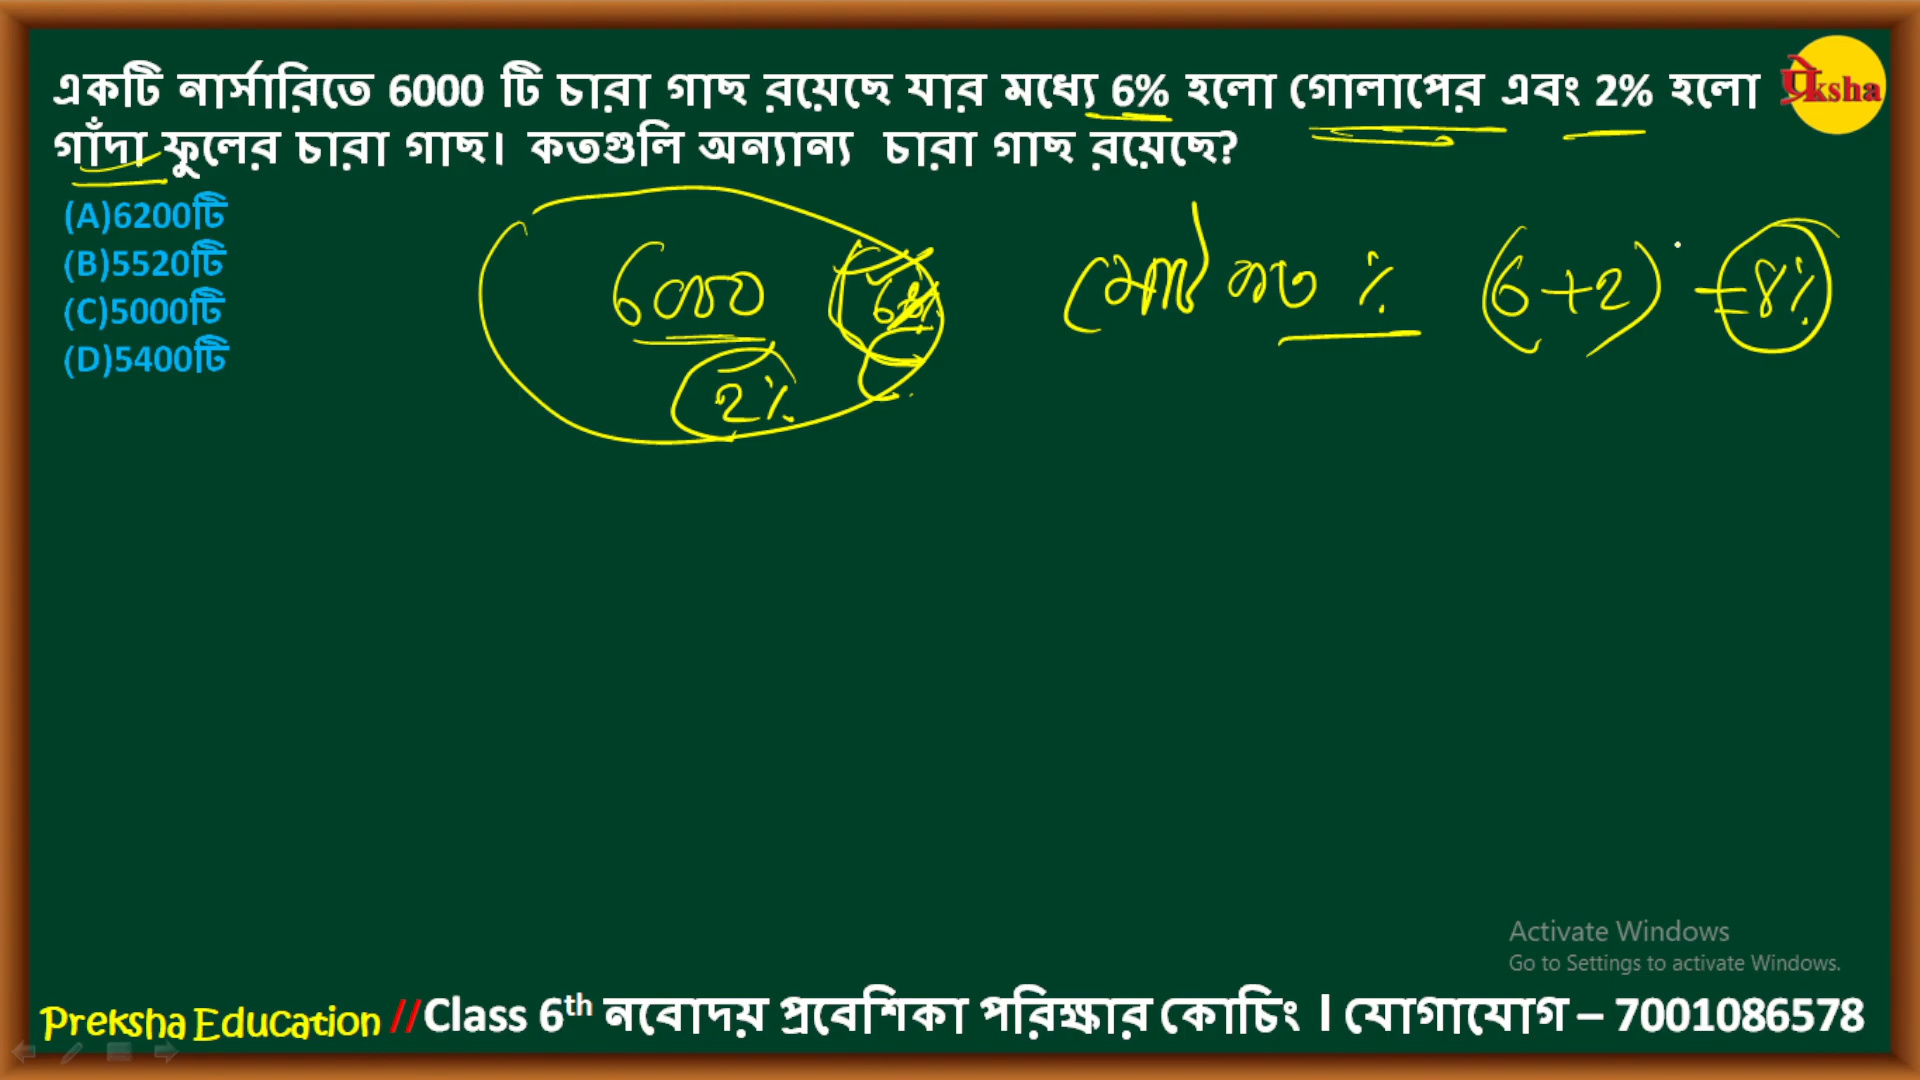 একটি নার্সারিতে 6000 টি চারা গাছ রয়েছে যার মধ্যে 6% হলো গোলাপের এবং 2% হলো
গাঁদা ফুলের চারা গাছ। কতগুলি অন্যান্য চারা গাছ রয়েছে?
प्रेksha
(A)6200টি
(B)5520টি
(C)5000টি
(D)5400টি
6000
2%
মোট কত % (6+2) = 8%
Activate Windows
Go to Settings to activate Windows.
Preksha Education //Class 6th নবোদয় প্রবেশিকা পরিক্ষার কোচিং । যোগাযোগ – 7001086578